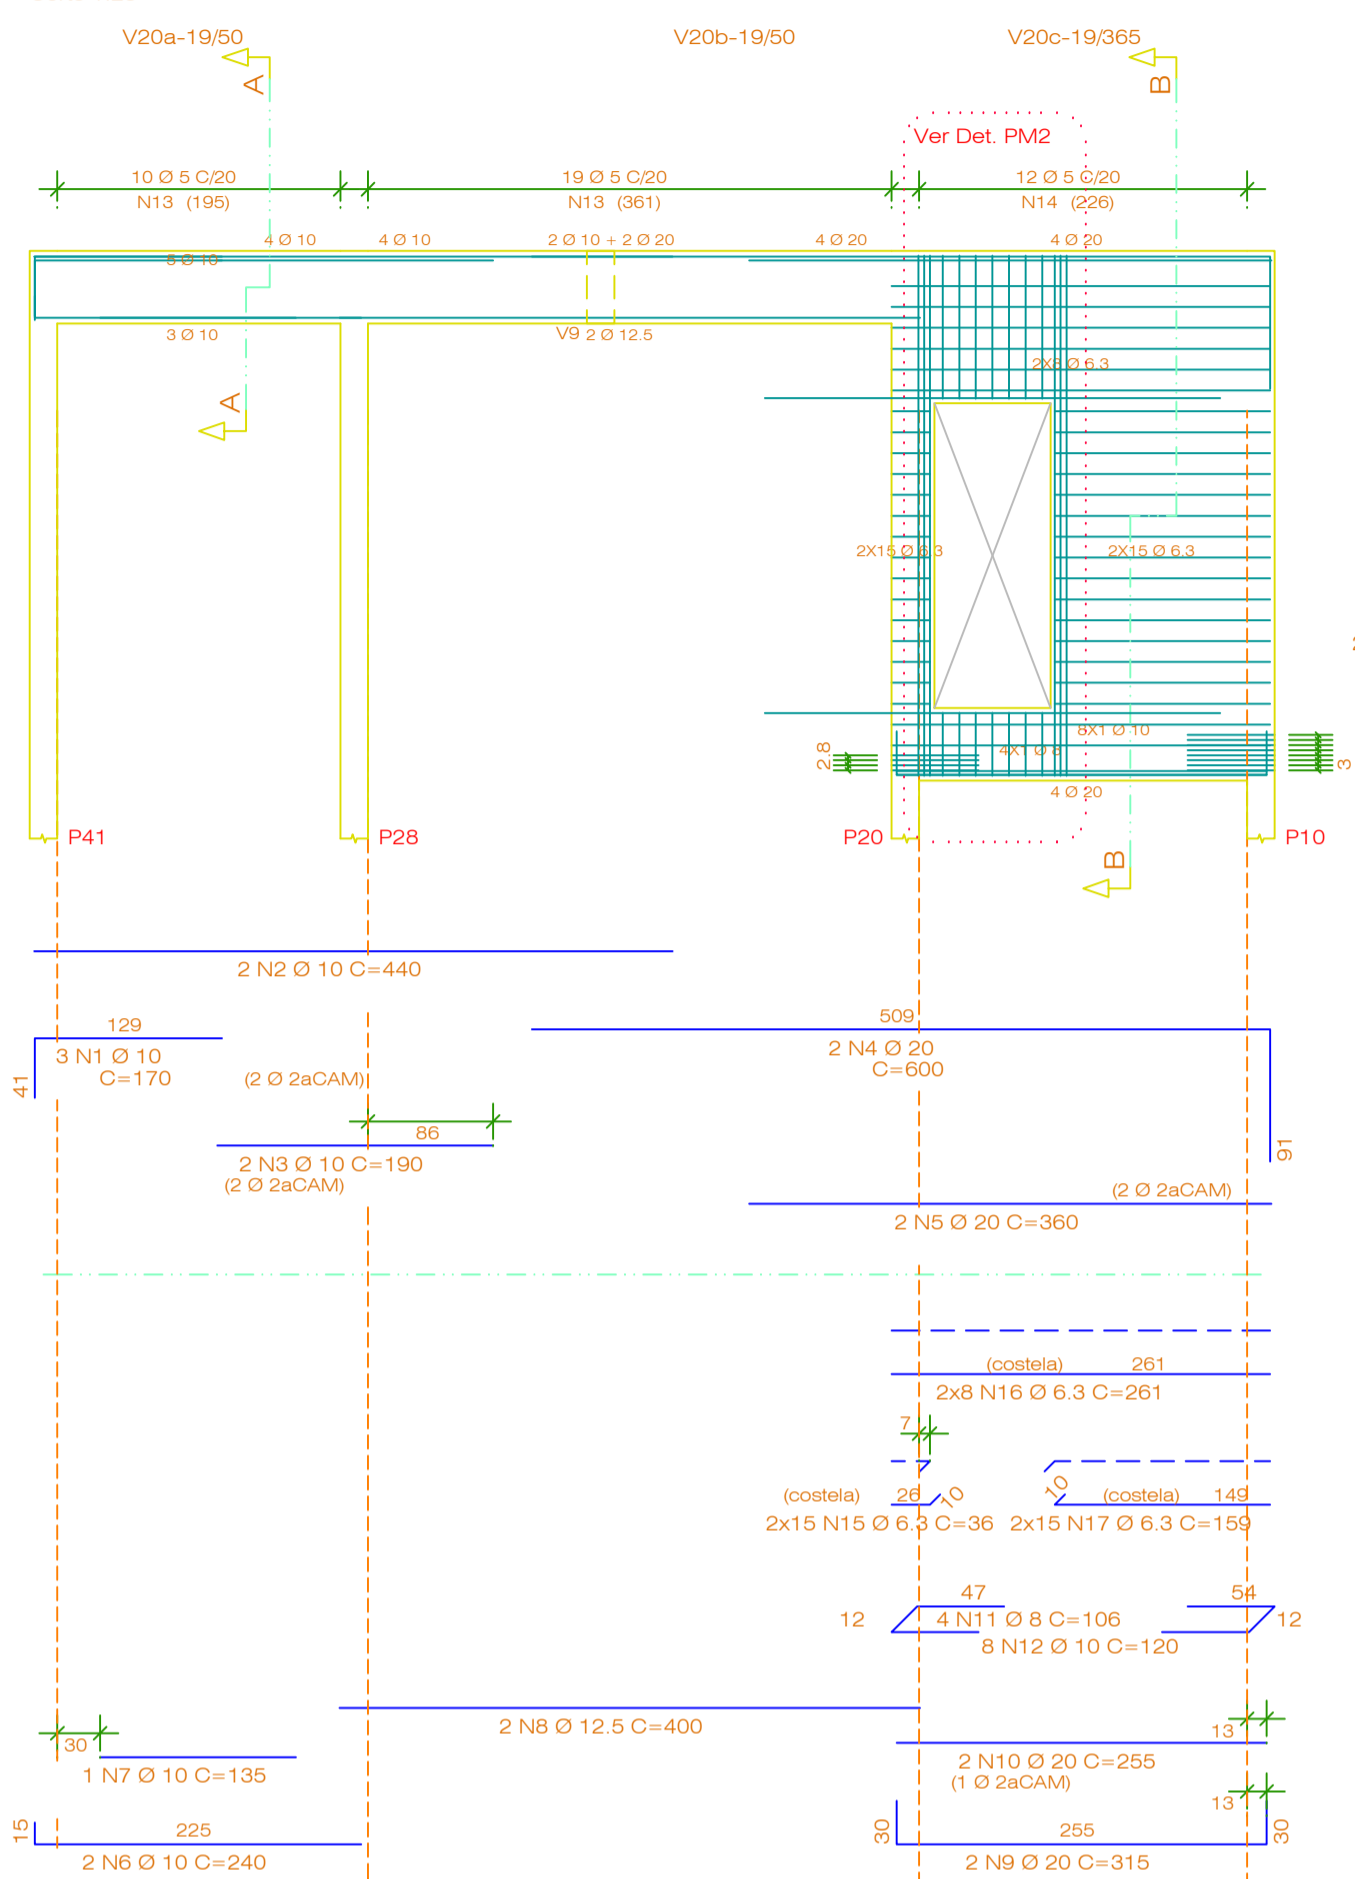 V20a-19/50
V20b-19/50
V20c-19/365
A
B
Ver Det. PM2
10 Ø 5 C/20
N13 (195)
19 Ø 5 C/20
N13 (361)
12 Ø 5 C/20
N14 (226)
4 Ø 10
4 Ø 10
2 Ø 10 + 2 Ø 20
4 Ø 20
4 Ø 20
5 Ø 10
3 Ø 10
V9 2 Ø 12.5
2X8 Ø 6.3
A
2X15 Ø 6.3
2X15 Ø 6.3
8X1 Ø 10
4X1 Ø 8
2.8
3
4 Ø 20
P41
P28
P20
P10
B
2 N2 Ø 10 C=440
129
3 N1 Ø 10
C=170
41
(2 Ø 2aCAM)
509
2 N4 Ø 20
C=600
91
86
2 N3 Ø 10 C=190
(2 Ø 2aCAM)
(2 Ø 2aCAM)
2 N5 Ø 20 C=360
(costela) 261
2x8 N16 Ø 6.3 C=261
7
(costela) 26 10
2x15 N15 Ø 6.3 C=36
10 (costela) 149
2x15 N17 Ø 6.3 C=159
47
54
12
4 N11 Ø 8 C=106
12
8 N12 Ø 10 C=120
2 N8 Ø 12.5 C=400
30
1 N7 Ø 10 C=135
13
2 N10 Ø 20 C=255
(1 Ø 2aCAM)
13
15
225
2 N6 Ø 10 C=240
30
255
30
2 N9 Ø 20 C=315